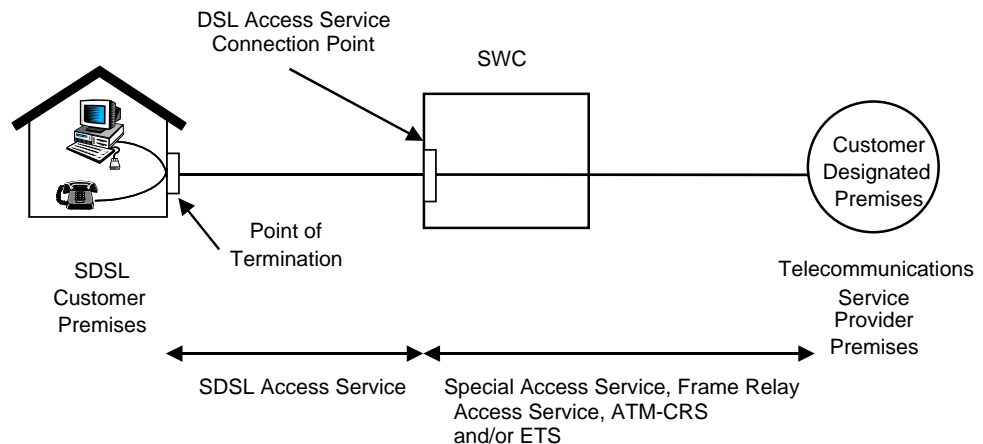 DSL Access Service
Connection Point
SWC
Customer
Designated
Premises
Point of
Termination
SDSL
Customer
Premises
Telecommunications
Service
Provider
Premises
SDSL Access Service
Special Access Service, Frame Relay
Access Service, ATM-CRS
and/or ETS